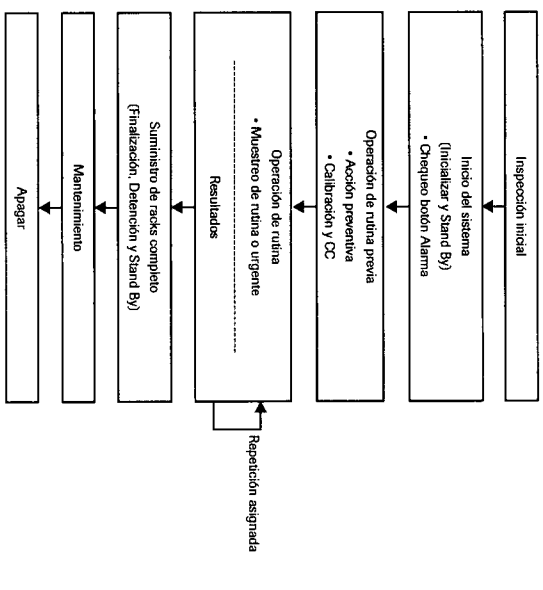 Inspección inicial
Inicio del sistema
(Inicializar y Stand By)
• Chequeo botón Alarma
Operación de rutina previa
• Acción preventiva
• Calibración y CC
Operación de rutina
• Muestreo de rutina o urgente
Resultados
Repetición asignada
Suministro de racks completo
(Finalización, Detención y Stand By)
Mantenimiento
Apagar